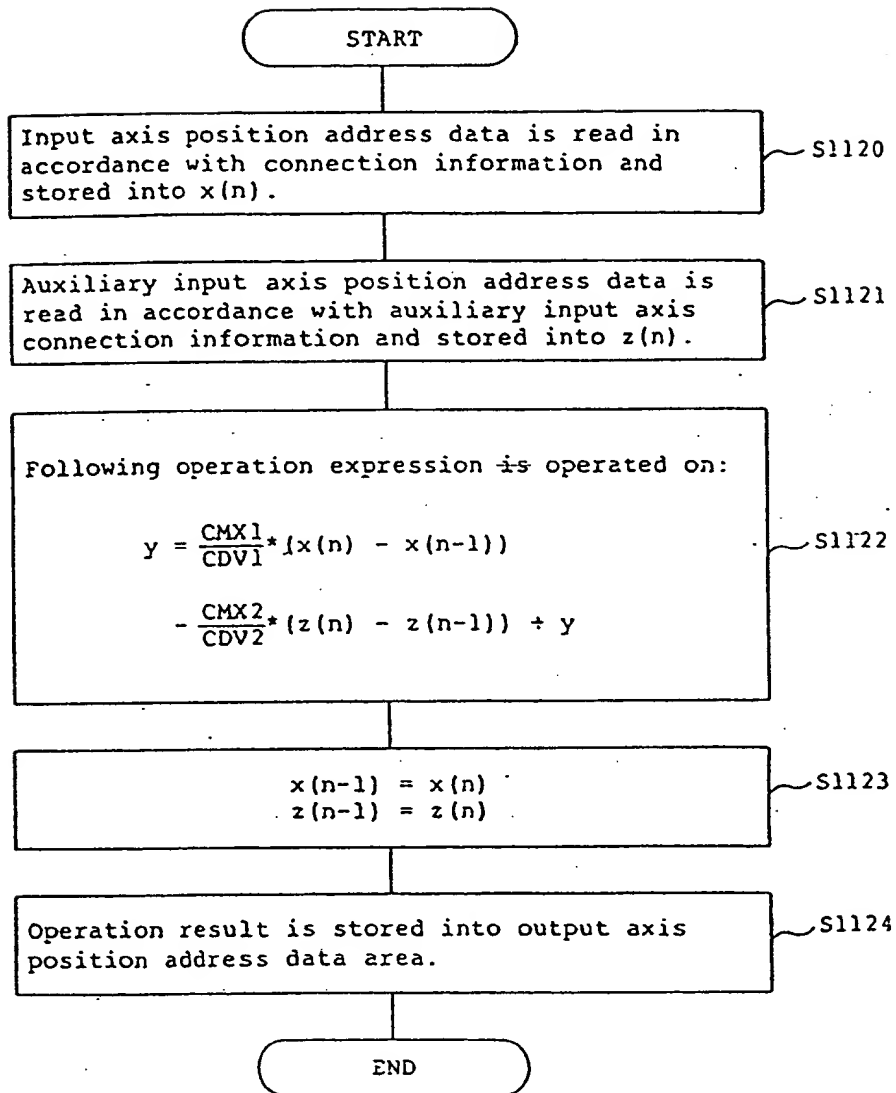 START
Input axis position address data is read in
accordance with connection information and
stored into x(n).
S1120
Auxiliary input axis position address data is
read in accordance with auxiliary input axis
connection information and stored into z(n).
S1121
Following operation expression is operated on:
y = CMX1/CDV1*(x(n) - x(n-1))
- CMX2/CDV2*(z(n) - z(n-1)) + y
S1122
x(n-1) = x(n)
z(n-1) = z(n)
S1123
Operation result is stored into output axis
position address data area.
S1124
END